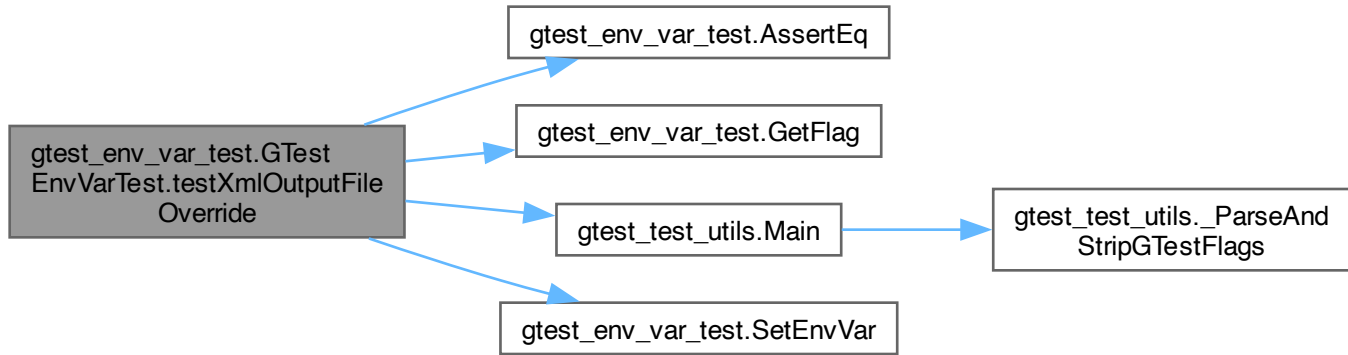 gtest_env_var_test.GTest
EnvVarTest.testXmlOutputFile
Override
gtest_env_var_test.AssertEq
gtest_env_var_test.GetFlag
gtest_test_utils.Main
gtest_env_var_test.SetEnvVar
gtest_test_utils._ParseAnd
StripGTestFlags